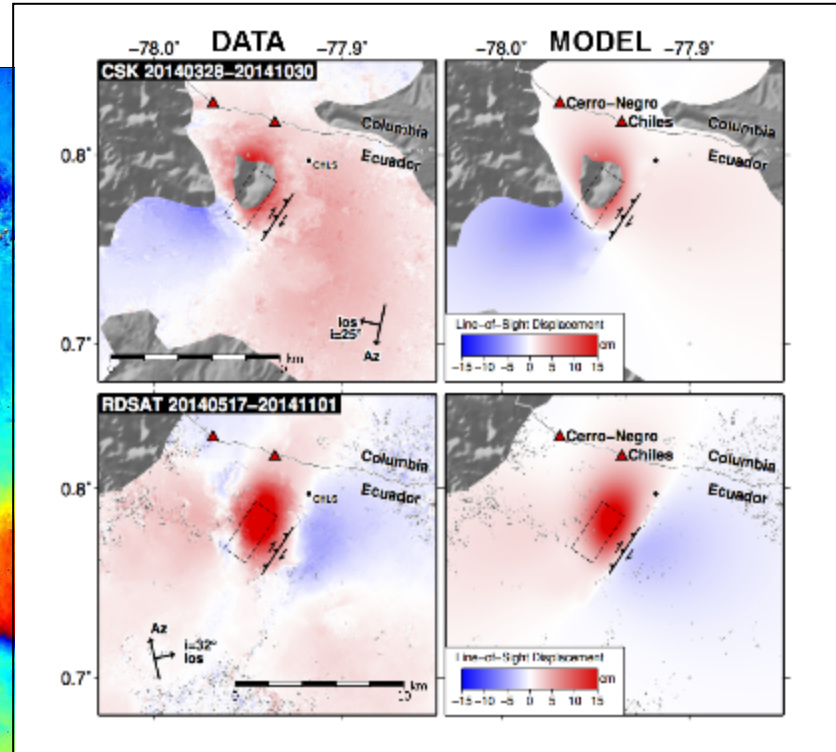 DATA
MODEL
-78.0°
-77.9°
-78.0°
-77.9°
CSK 20140328-20141030
Columbia
Ecuador
CHLS
0.8°
0.7°
los
i=25°
Az
km
Cerro-Negro
Chiles
Columbia
Ecuador
Line-of-Sight Displacement
cm
-15 -10 -5 0 5 10 15
RDSAT 20140517-20141101
Columbia
Ecuador
CHLS
0.8°
0.7°
Az
i=32°
los
km
Cerro-Negro
Chiles
Columbia
Ecuador
Line-of-Sight Displacement
cm
-15 -10 -5 0 5 10 15